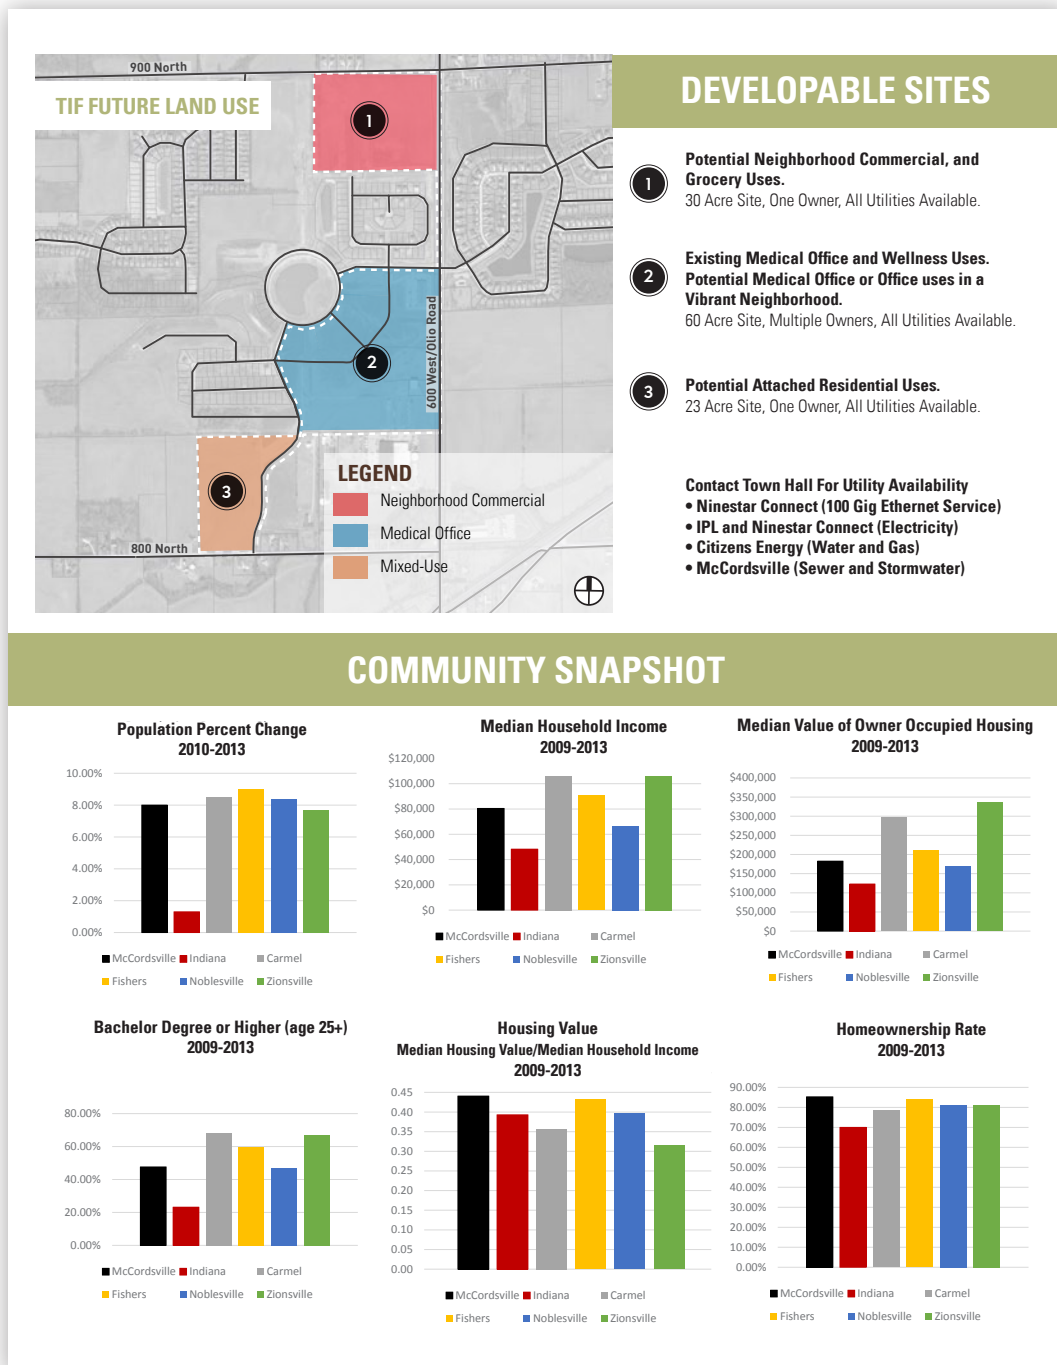 900 North
TIF FUTURE LAND USE
1
2
3
600 West/Olio Road
800 North
LEGEND
Neighborhood Commercial
Medical Office
Mixed-Use
DEVELOPABLE SITES
1
Potential Neighborhood Commercial, and
Grocery Uses.
30 Acre Site, One Owner, All Utilities Available.
2
Existing Medical Office and Wellness Uses.
Potential Medical Office or Office uses in a
Vibrant Neighborhood.
60 Acre Site, Multiple Owners, All Utilities Available.
3
Potential Attached Residential Uses.
23 Acre Site, One Owner, All Utilities Available.
Contact Town Hall For Utility Availability
• Ninestar Connect (100 Gig Ethernet Service)
• IPL and Ninestar Connect (Electricity)
• Citizens Energy (Water and Gas)
• McCordsville (Sewer and Stormwater)
COMMUNITY SNAPSHOT
Population Percent Change
2010-2013
10.00%
8.00%
6.00%
4.00%
2.00%
0.00%
McCordsville Indiana Carmel
Fishers Noblesville Zionsville
Median Household Income
2009-2013
$120,000
$100,000
$80,000
$60,000
$40,000
$20,000
$0
McCordsville Indiana Carmel
Fishers Noblesville Zionsville
Median Value of Owner Occupied Housing
2009-2013
$400,000
$350,000
$300,000
$250,000
$200,000
$150,000
$100,000
$50,000
$0
McCordsville Indiana Carmel
Fishers Noblesville Zionsville
Bachelor Degree or Higher (age 25+)
2009-2013
80.00%
60.00%
40.00%
20.00%
0.00%
McCordsville Indiana Carmel
Fishers Noblesville Zionsville
Housing Value
Median Housing Value/Median Household Income
2009-2013
0.45
0.40
0.35
0.30
0.25
0.20
0.15
0.10
0.05
0.00
McCordsville Indiana Carmel
Fishers Noblesville Zionsville
Homeownership Rate
2009-2013
90.00%
80.00%
70.00%
60.00%
50.00%
40.00%
30.00%
20.00%
10.00%
0.00%
McCordsville Indiana Carmel
Fishers Noblesville Zionsville